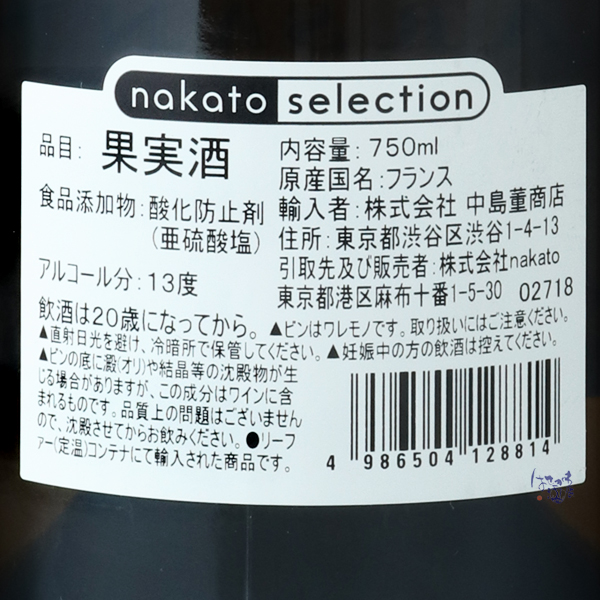 nakato selection
品目: 果実酒
食品添加物:酸化防止剤
(亜硫酸塩)
アルコール分:13度
内容量:750ml
原産国名:フランス
輸入者:株式会社 中島董商店
住所:東京都渋谷区渋谷1-4-13
引取先及び販売者:株式会社nakato
東京都港区麻布十番1-5-30 02718
飲酒は20歳になってから。▲ビンはワレモノです。取り扱いにはご注意ください。
▲直射日光を避け、冷暗所で保管してください。▲妊娠中の方の飲酒は控えてください。
▲ビンの底に澱(オリ)や結晶等の沈殿物が生
じる場合がありますが、この成分はワインに含
まれるものです。品質上の問題はございません
ので、沈殿させてからお飲みください。●リーフ
ァー(定温)コンテナにて輸入された商品です。
4 986504 128814